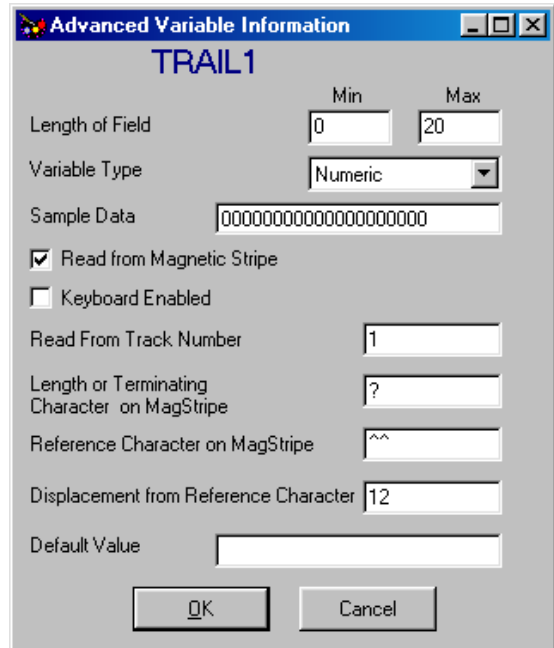 Advanced Variable Information
TRAIL1
Min Max
Length of Field 0 20
Variable Type Numeric
Sample Data 00000000000000000000
Read from Magnetic Stripe
Keyboard Enabled
Read From Track Number 1
Length or Terminating
Character on MagStripe ?
Reference Character on MagStripe ^^
Displacement from Reference Character 12
Default Value
OK Cancel